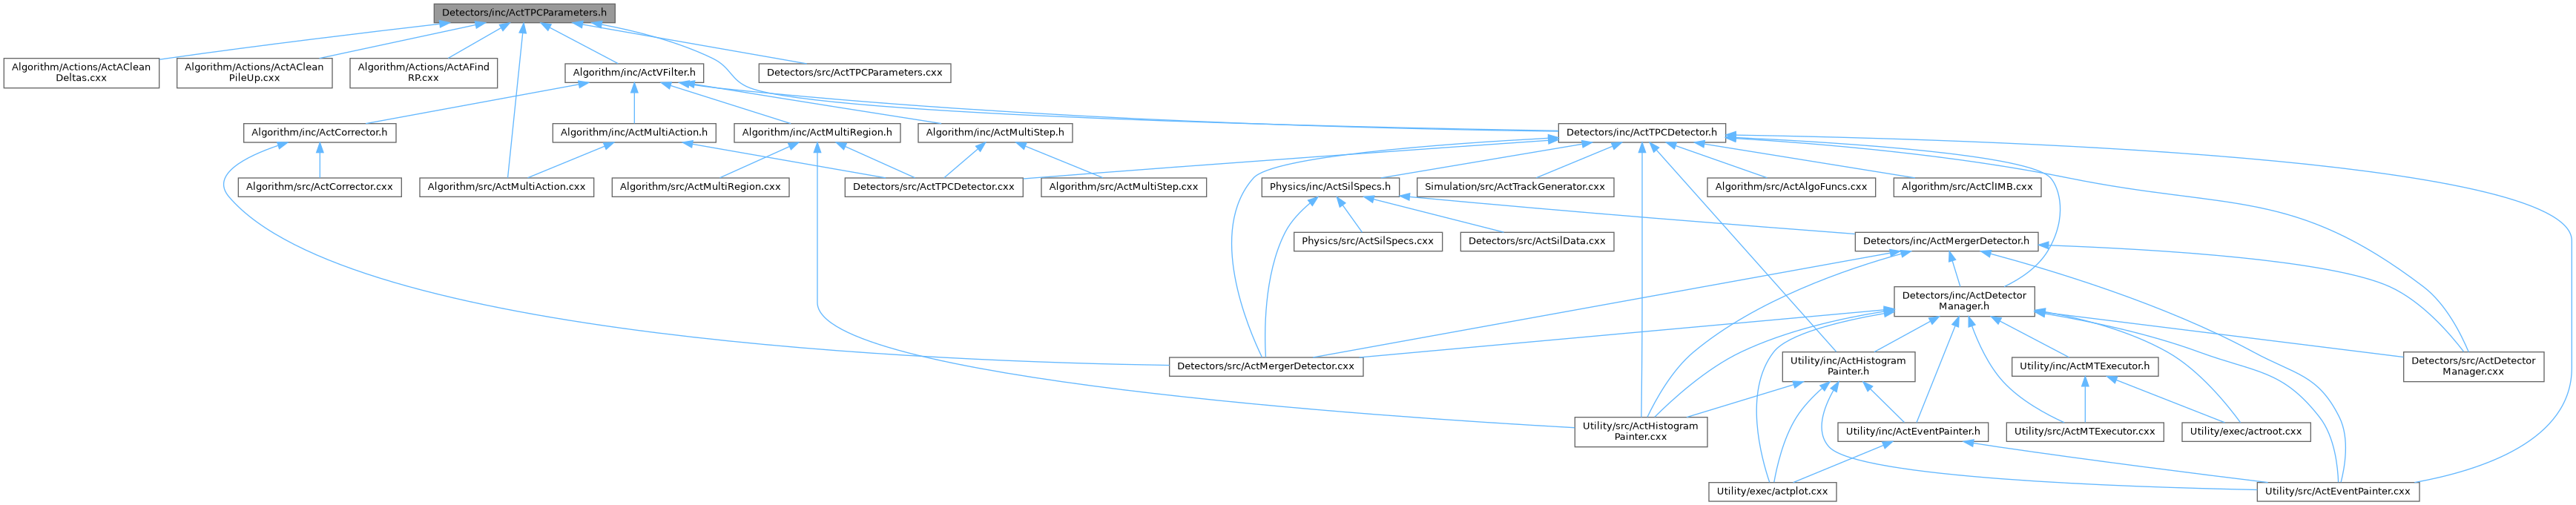 Detectors/inc/ActTPCParameters.h
Algorithm/Actions/ActAClean
Deltas.cxx
Algorithm/Actions/ActAClean
PileUp.cxx
Algorithm/Actions/ActAFind
RP.cxx
Algorithm/inc/ActVFilter.h
Detectors/src/ActTPCParameters.cxx
Algorithm/inc/ActCorrector.h
Algorithm/inc/ActMultiAction.h
Algorithm/inc/ActMultiRegion.h
Algorithm/inc/ActMultiStep.h
Detectors/inc/ActTPCDetector.h
Algorithm/src/ActCorrector.cxx
Algorithm/src/ActMultiAction.cxx
Algorithm/src/ActMultiRegion.cxx
Detectors/src/ActTPCDetector.cxx
Algorithm/src/ActMultiStep.cxx
Physics/inc/ActSilSpecs.h
Simulation/src/ActTrackGenerator.cxx
Algorithm/src/ActAlgoFuncs.cxx
Algorithm/src/ActClIMB.cxx
Physics/src/ActSilSpecs.cxx
Detectors/src/ActSilData.cxx
Detectors/inc/ActMergerDetector.h
Detectors/inc/ActDetector
Manager.h
Detectors/src/ActMergerDetector.cxx
Utility/inc/ActHistogram
Painter.h
Utility/inc/ActMTExecutor.h
Detectors/src/ActDetector
Manager.cxx
Utility/src/ActHistogram
Painter.cxx
Utility/inc/ActEventPainter.h
Utility/src/ActMTExecutor.cxx
Utility/exec/actroot.cxx
Utility/exec/actplot.cxx
Utility/src/ActEventPainter.cxx